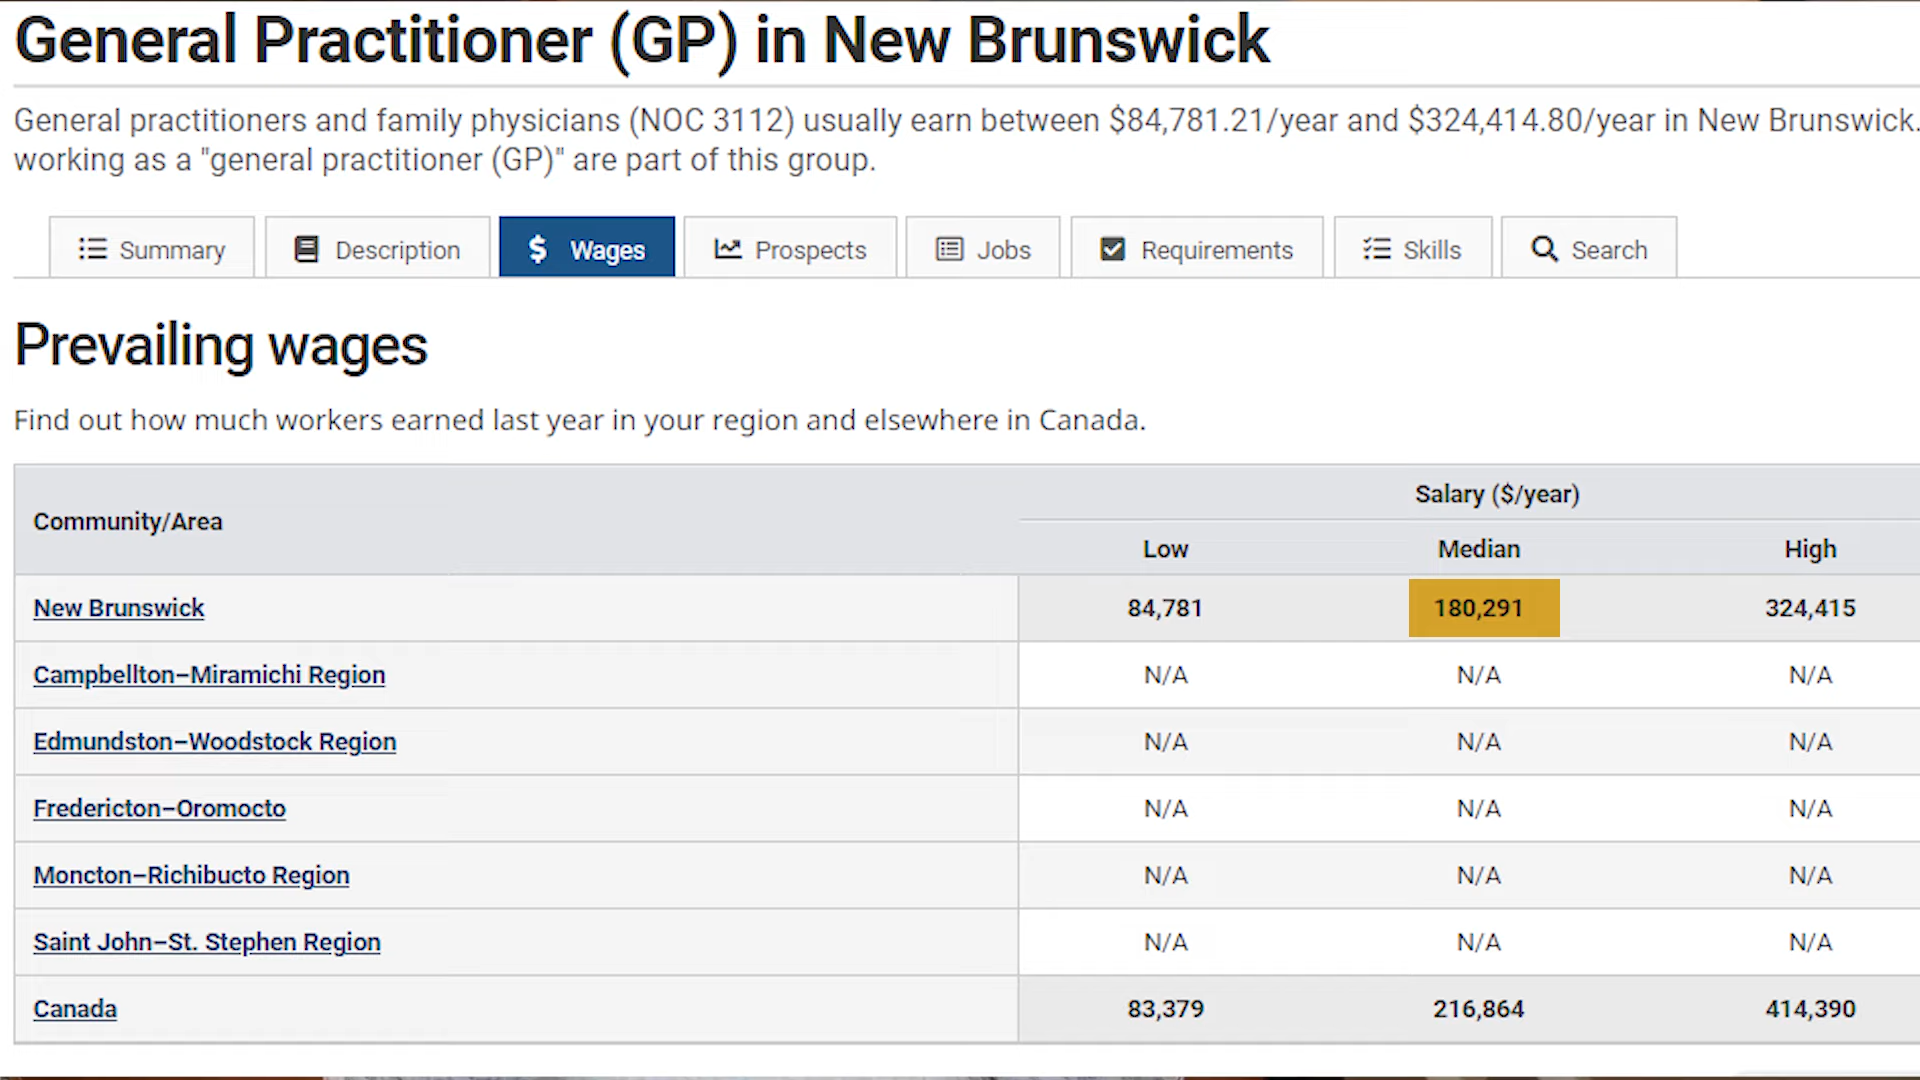 General Practitioner (GP) in New Brunswick
General practitioners and family physicians (NOC 3112) usually earn between $84,781.21/year and $324,414.80/year in New Brunswick.
working as a "general practitioner (GP)" are part of this group.
Summary Description $ Wages Prospects Jobs Requirements Skills Search
Prevailing wages
Find out how much workers earned last year in your region and elsewhere in Canada.
Community/Area Salary ($/year)
Low Median High
New Brunswick 84,781 180,291 324,415
Campbellton–Miramichi Region N/A N/A N/A
Edmundston–Woodstock Region N/A N/A N/A
Fredericton–Oromocto N/A N/A N/A
Moncton–Richibucto Region N/A N/A N/A
Saint John–St. Stephen Region N/A N/A N/A
Canada 83,379 216,864 414,390